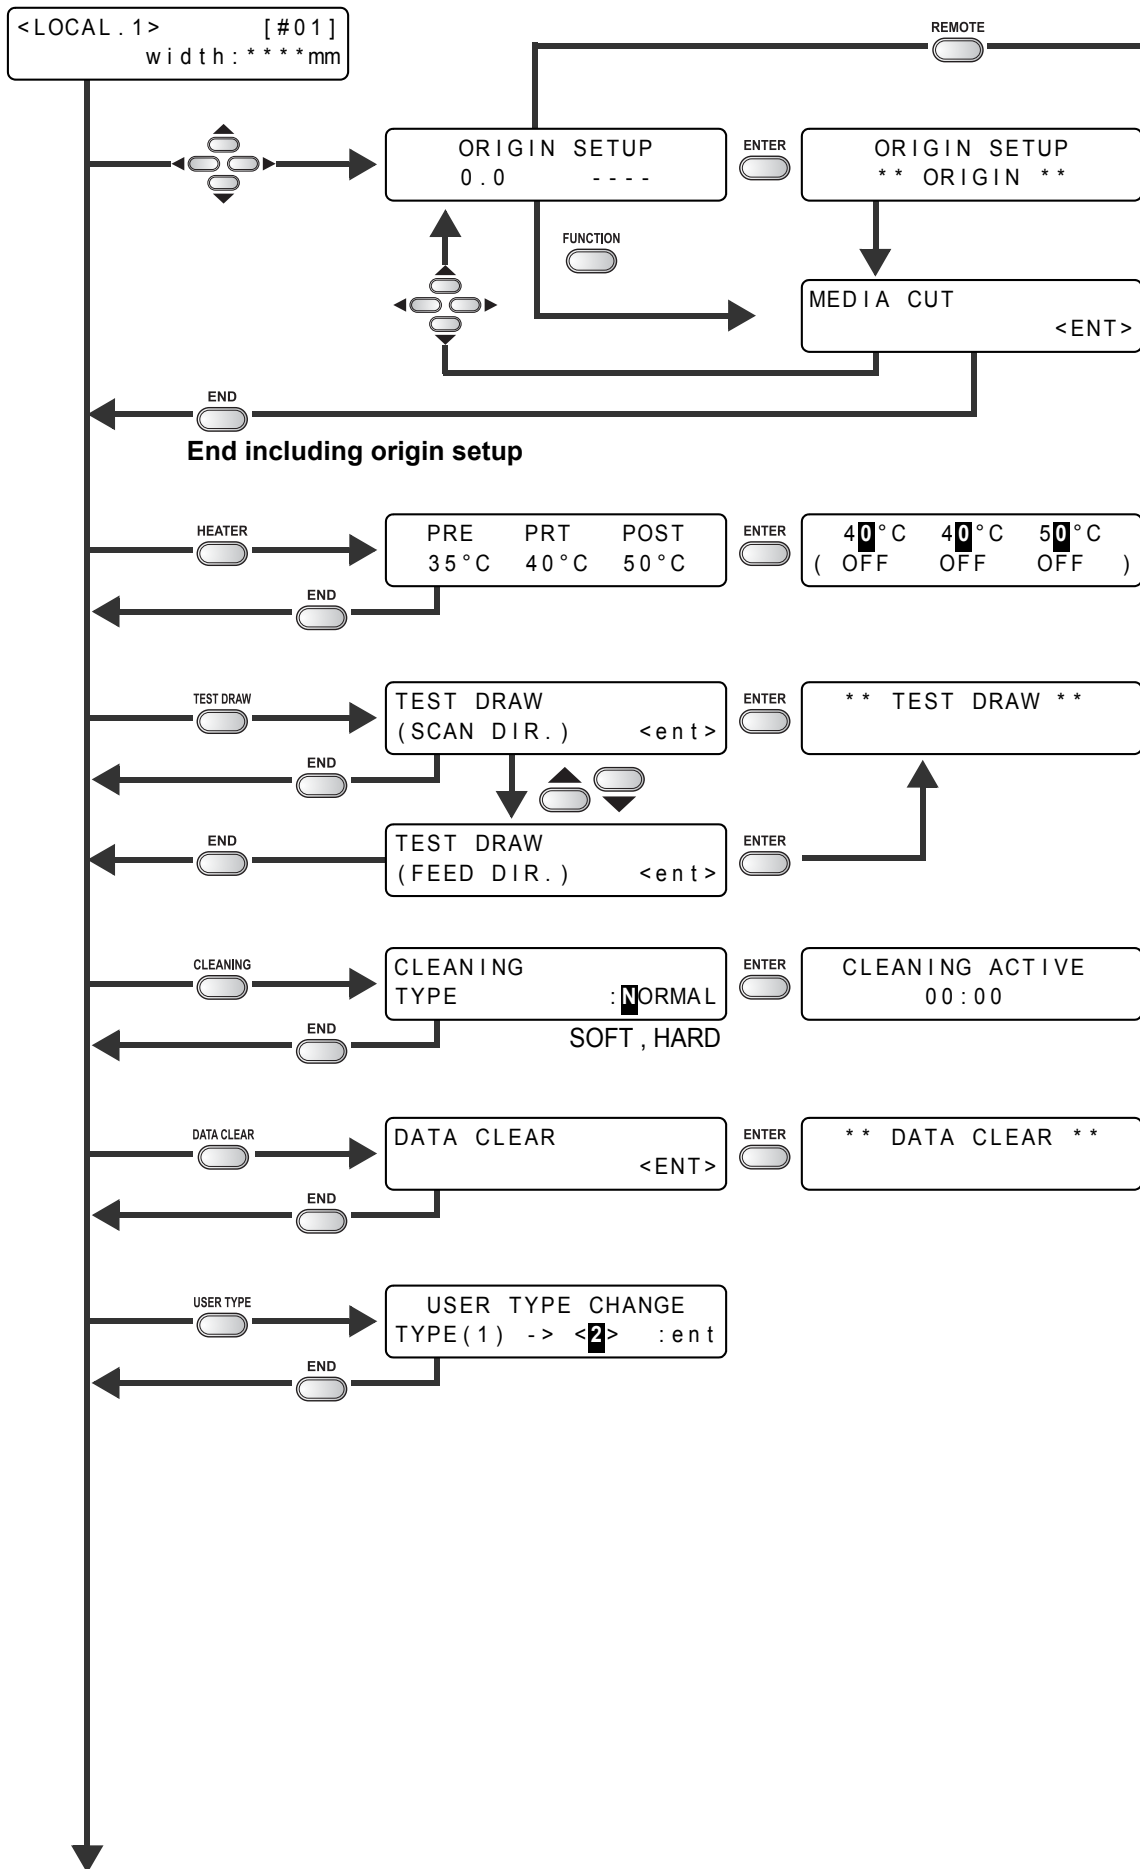 <LOCAL.1> [#01]
width:****mm
REMOTE
ORIGIN SETUP
0.0 ----
ENTER
ORIGIN SETUP
** ORIGIN **
FUNCTION
MEDIA CUT
<ENT>
END
End including origin setup
HEATER
PRE PRT POST
35°C 40°C 50°C
ENTER
40°C 40°C 50°C
( OFF OFF OFF )
END
TEST DRAW
TEST DRAW
(SCAN DIR.) <ent>
ENTER
** TEST DRAW **
END
END
TEST DRAW
(FEED DIR.) <ent>
ENTER
CLEANING
CLEANING
TYPE :NORMAL
ENTER
CLEANING ACTIVE
00:00
END
SOFT , HARD
DATA CLEAR
DATA CLEAR
<ENT>
ENTER
** DATA CLEAR **
END
USER TYPE
USER TYPE CHANGE
TYPE(1) -> <2> :ent
END